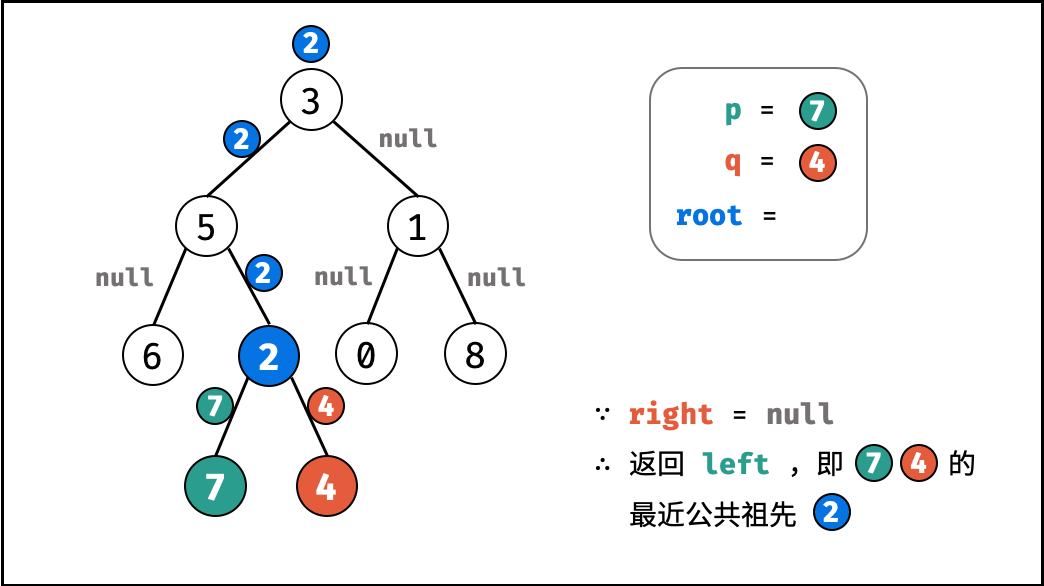 2
3
2
null
5
1
null
2
null
null
6
2
0
8
7
4
7
4
p = 7
q = 4
root =
∵ right = null
∴ 返回 left ，即 7 4 的
最近公共祖先 2